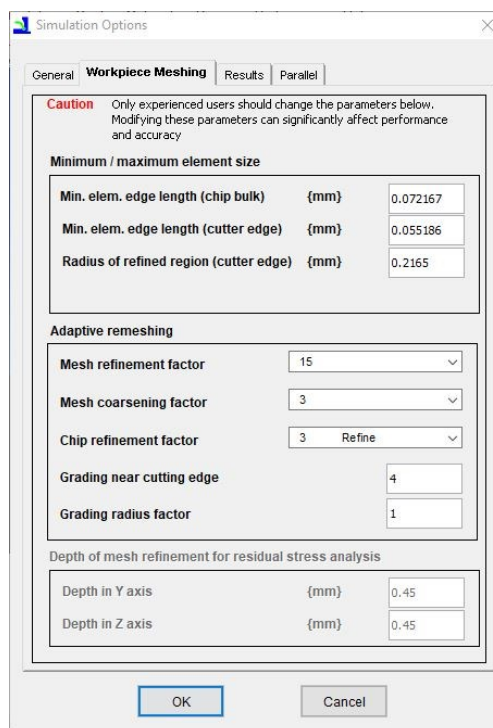 Simulation Options
General Workpiece Meshing Results Parallel
Caution Only experienced users should change the parameters below.
Modifying these parameters can significantly affect performance
and accuracy
Minimum / maximum element size
Min. elem. edge length (chip bulk) {mm} 0.072167
Min. elem. edge length (cutter edge) {mm} 0.055186
Radius of refined region (cutter edge) {mm} 0.2165
Adaptive remeshing
Mesh refinement factor 15
Mesh coarsening factor 3
Chip refinement factor 3 Refine
Grading near cutting edge 4
Grading radius factor 1
Depth of mesh refinement for residual stress analysis
Depth in Y axis {mm} 0.45
Depth in Z axis {mm} 0.45
OK Cancel